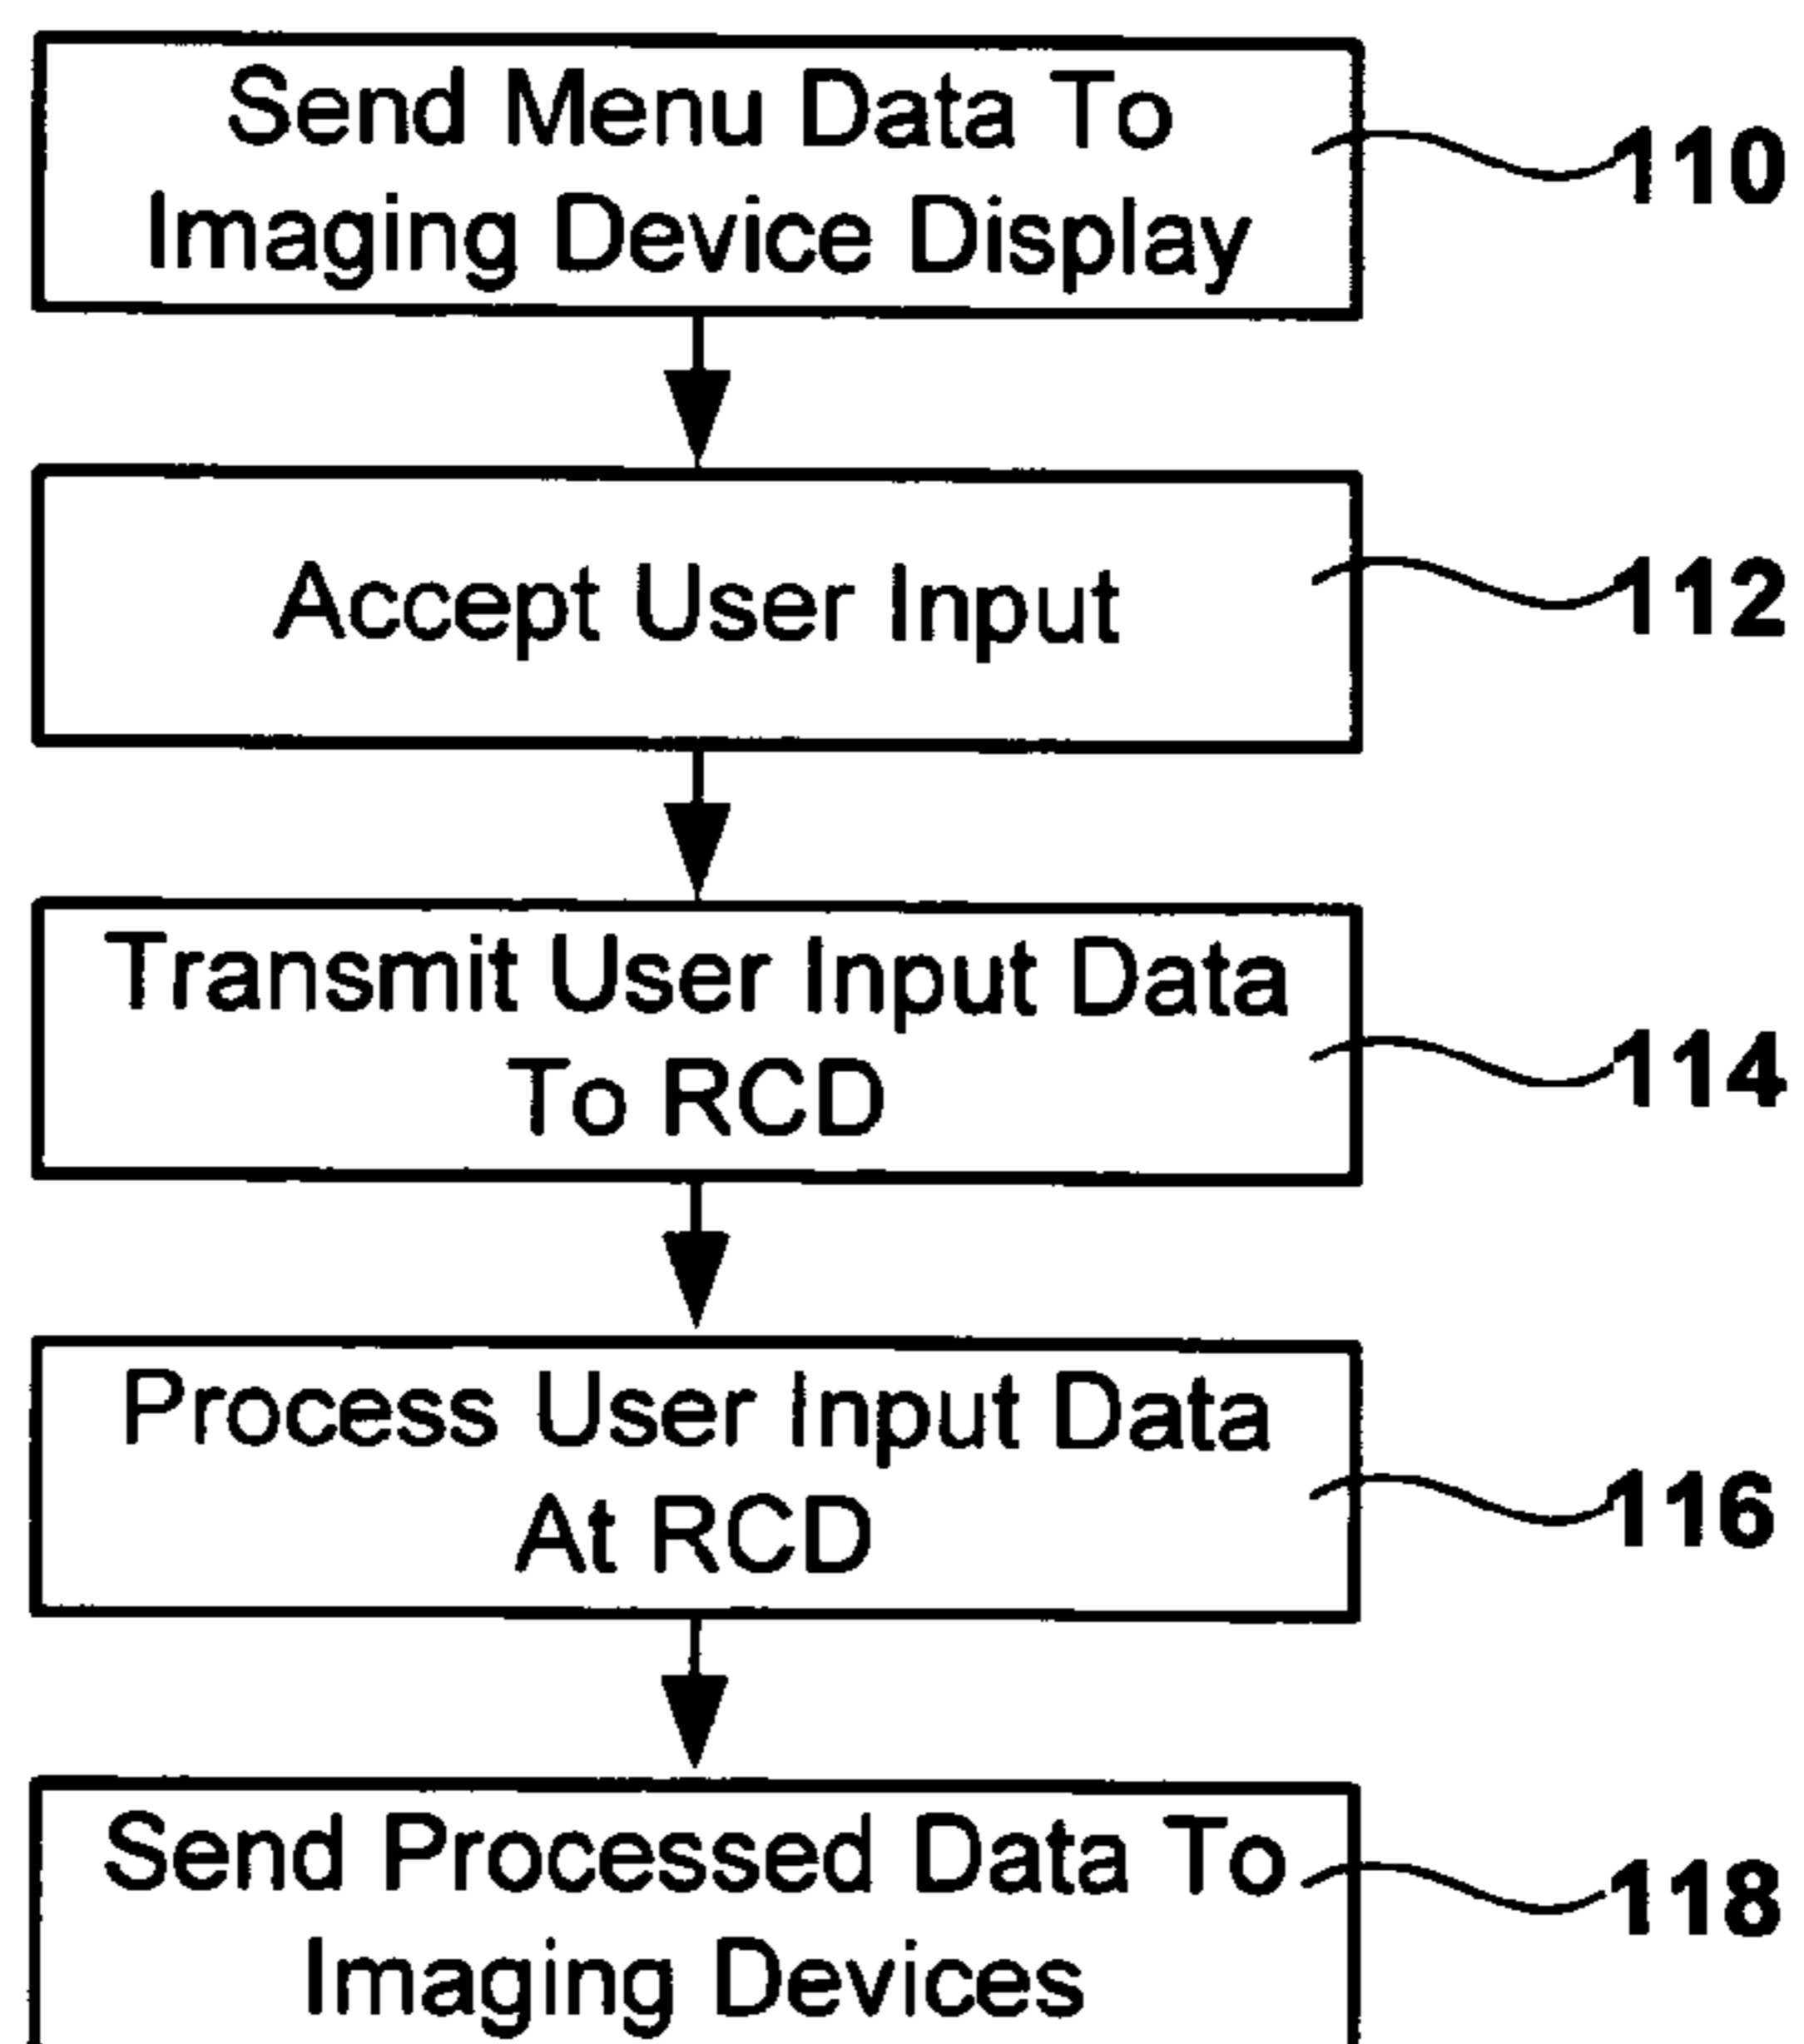 Send Menu Data To
Imaging Device Display
110
Accept User Input
112
Transmit User Input Data
To RCD
114
Process User Input Data
At RCD
116
Send Processed Data To
Imaging Devices
118